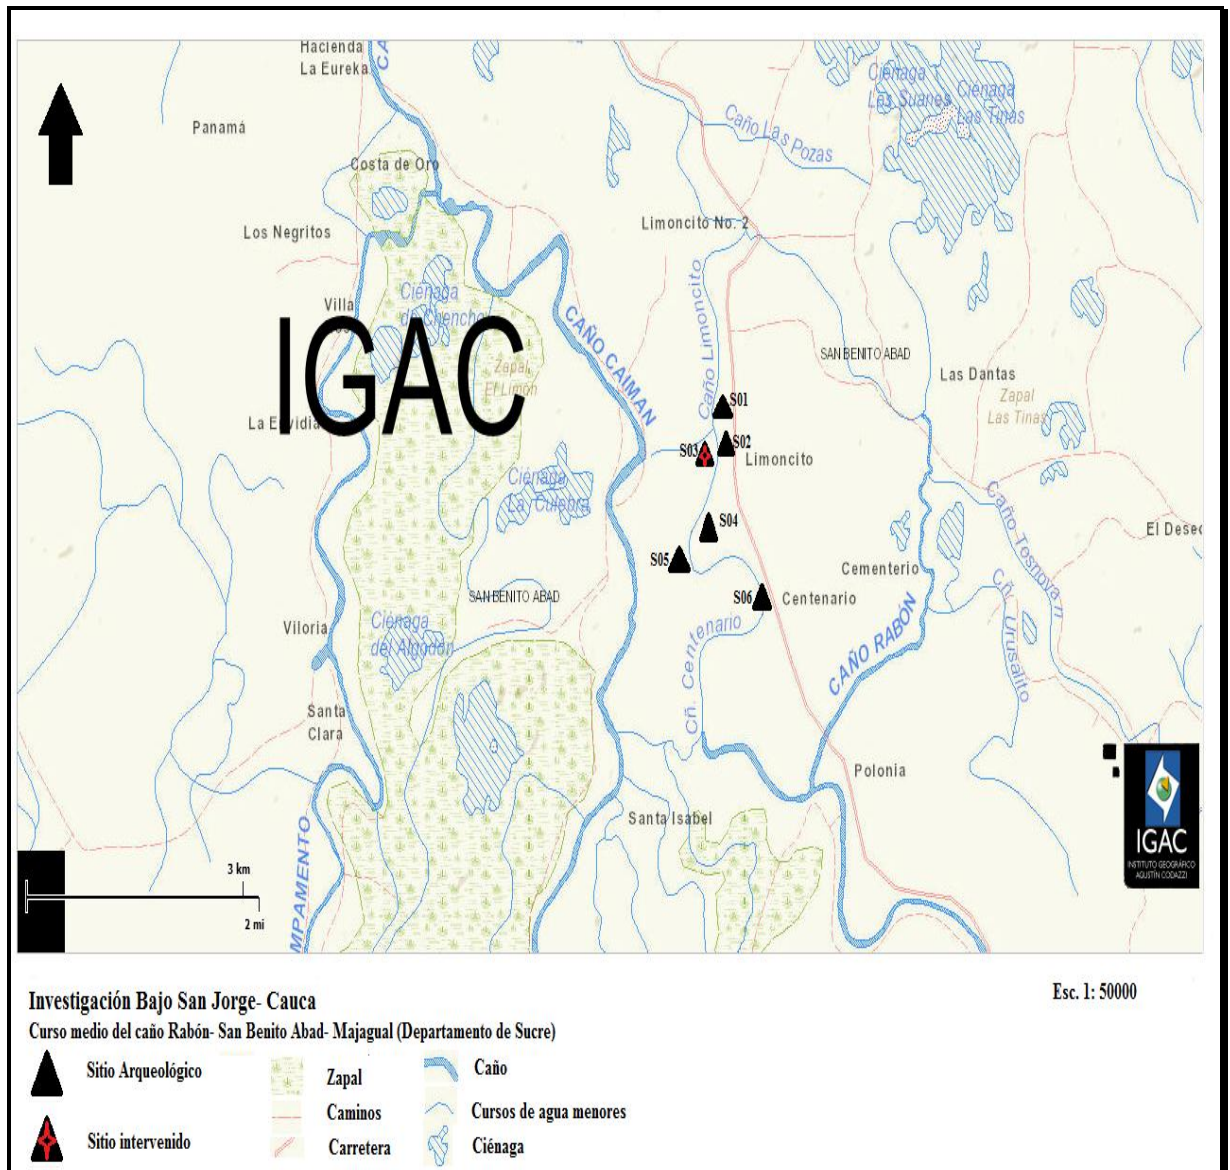 Hacienda
La Eureka
Panamá
Costa de Oro
Los Negritos
Villa
Ciénaga
de Chencho
IGAC
Zapal
El Limón
La Envidia
Ciénaga
La Culebra
SAN BENITO ABAD
Viloria
Ciénaga
del Algodón
Santa
Clara
MPAMENTO
CAÑO CAIMAN
Ciénaga
Las Suanes
Ciénaga
Las Tinas
Caño Las Pozas
Limoncito No. 2
Caño Limoncito
SAN BENITO ABAD
Las Dantas
Zapal
Las Tinas
S01
S02
S03
Limoncito
S04
S05
S06
Centenario
Cementerio
Cñ. Centenario
CAÑO RABÓN
Caño Tosnova
El Deseo
Cñ. Urusalito
Polonia
Santa Isabel
IGAC
INSTITUTO GEOGRÁFICO
AGUSTÍN CODAZZI
3 km
2 mi
Esc. 1: 50000
Investigación Bajo San Jorge- Cauca
Curso medio del caño Rabón- San Benito Abad- Majagual (Departamento de Sucre)
Sitio Arqueológico
Zapal
Caño
Caminos
Cursos de agua menores
Sitio intervenido
Carretera
Ciénaga